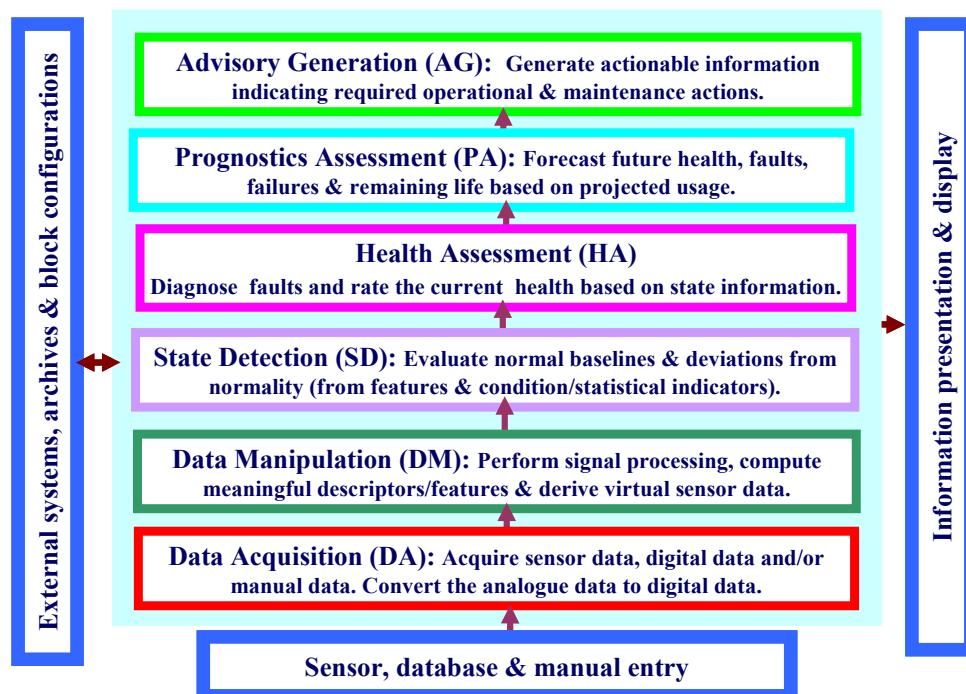 External systems, archives & block configurations
Advisory Generation (AG): Generate actionable information
indicating required operational & maintenance actions.
Prognostics Assessment (PA): Forecast future health, faults,
failures & remaining life based on projected usage.
Health Assessment (HA)
Diagnose faults and rate the current health based on state information.
State Detection (SD): Evaluate normal baselines & deviations from
normality (from features & condition/statistical indicators).
Data Manipulation (DM): Perform signal processing, compute
meaningful descriptors/features & derive virtual sensor data.
Data Acquisition (DA): Acquire sensor data, digital data and/or
manual data. Convert the analogue data to digital data.
Sensor, database & manual entry
Information presentation & display